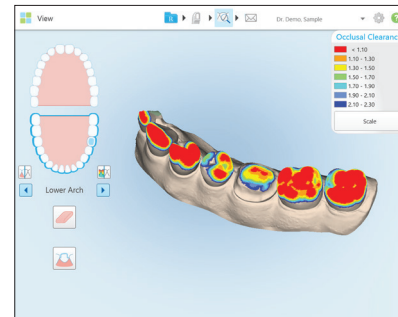 View
Dr. Demo, Sample
Occlusal Clearance
< 1.10
1.10 - 1.30
1.30 - 1.50
1.50 - 1.70
1.70 - 1.90
1.90 - 2.10
2.10 - 2.30
Scale
Lower Arch